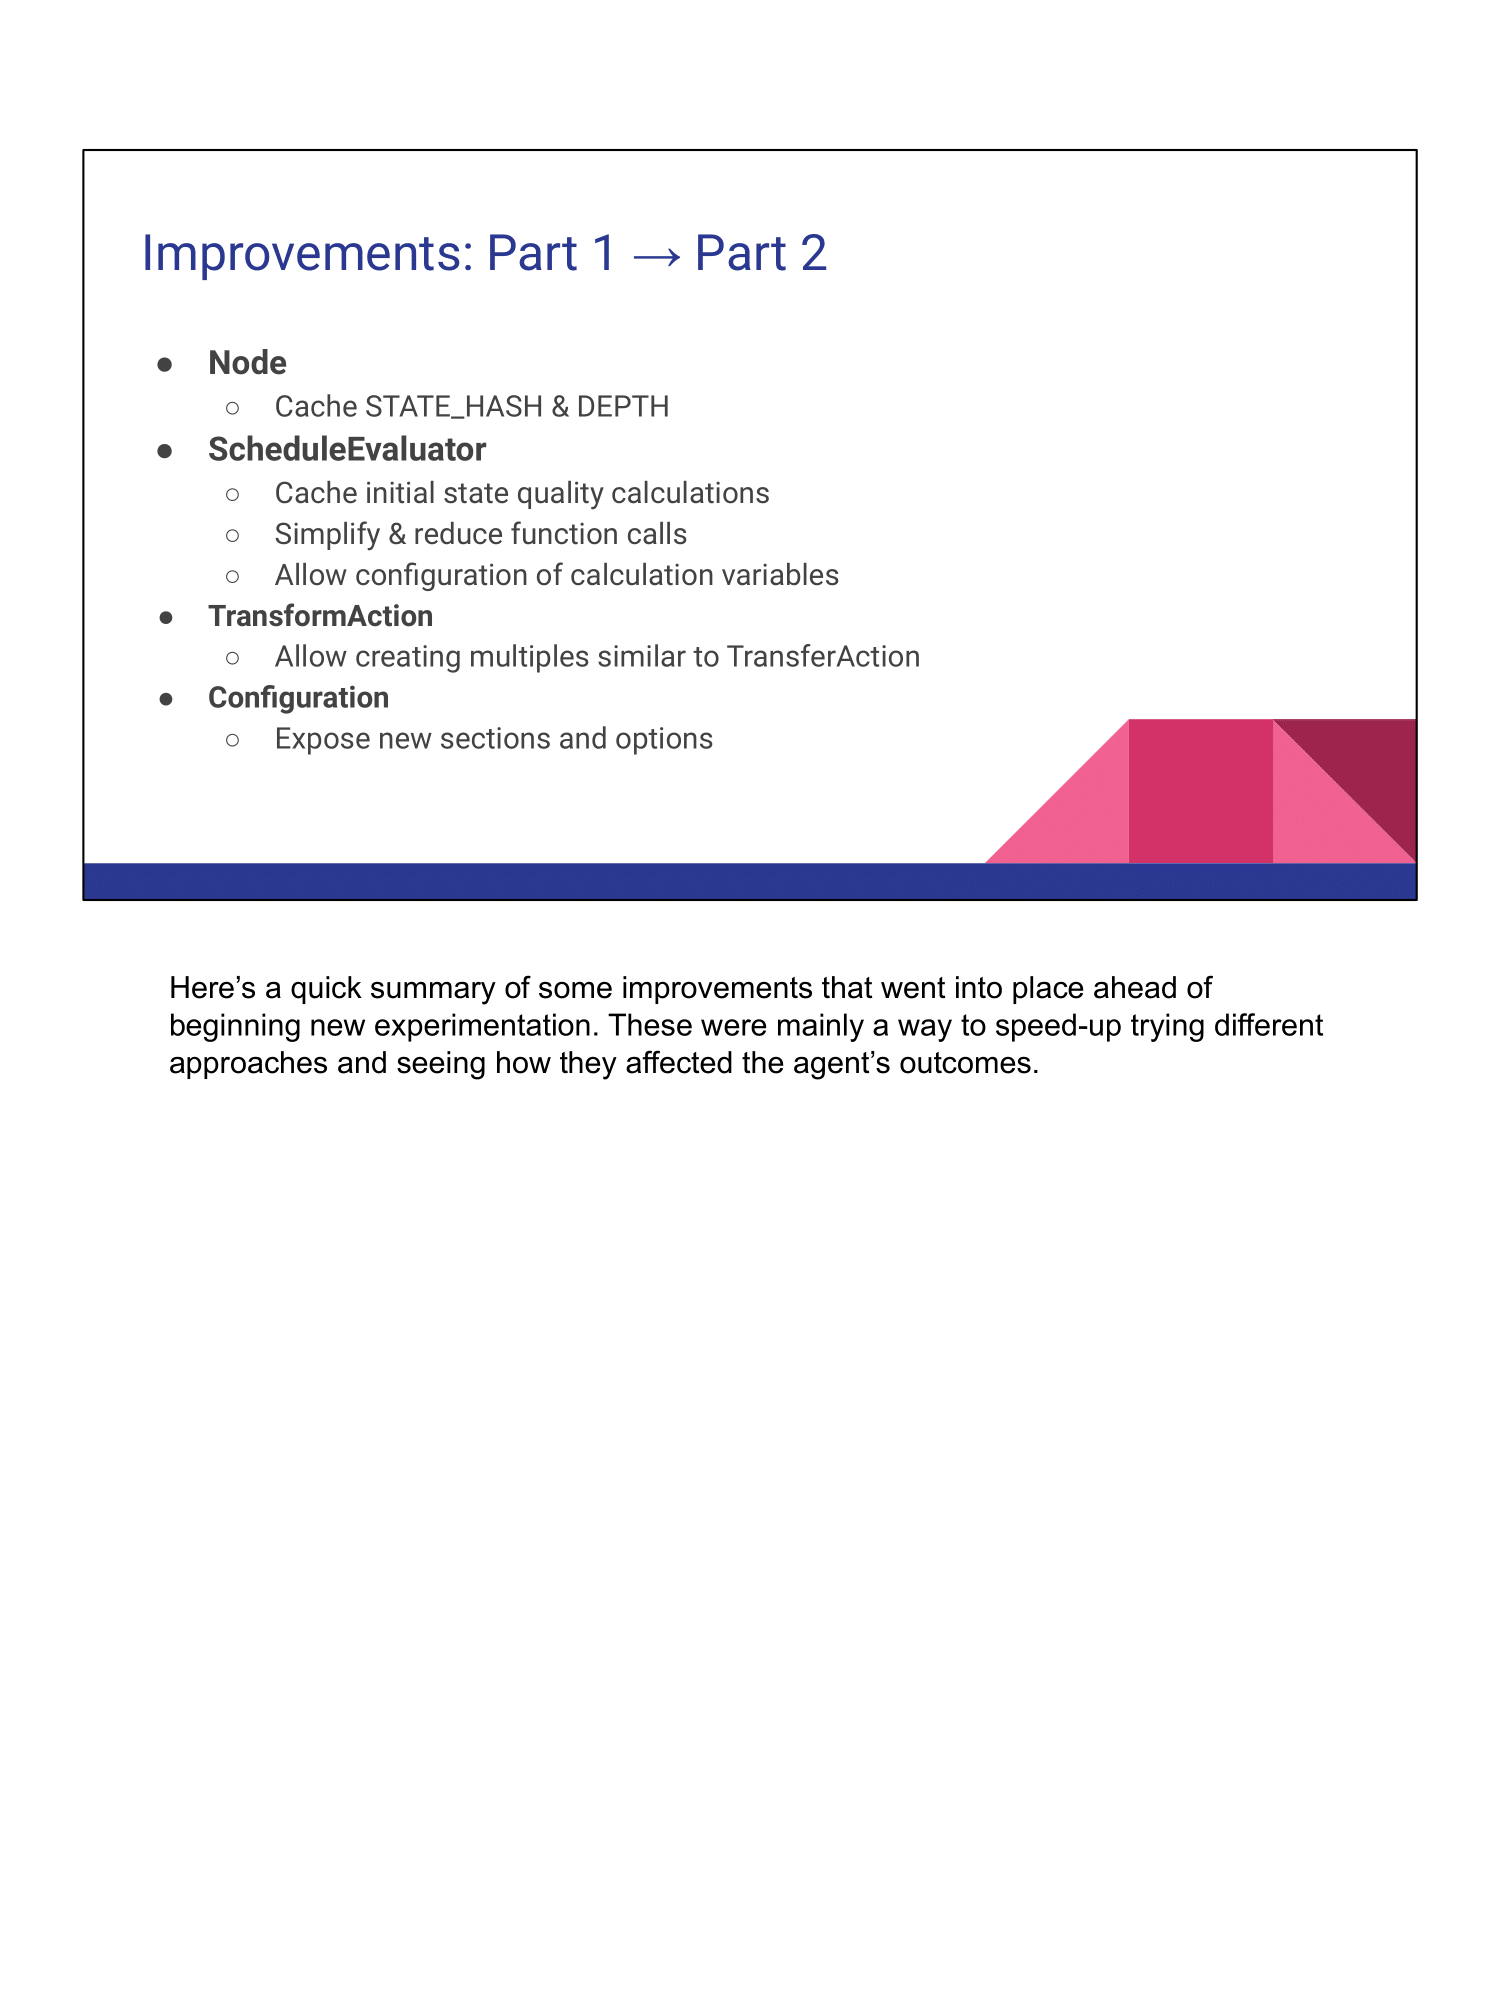 Improvements: Part 1 → Part 2
● Node
○ Cache STATE_HASH & DEPTH
● ScheduleEvaluator
○ Cache initial state quality calculations
○ Simplify & reduce function calls
○ Allow configuration of calculation variables
● TransformAction
○ Allow creating multiples similar to TransferAction
● Configuration
○ Expose new sections and options
Here’s a quick summary of some improvements that went into place ahead of
beginning new experimentation. These were mainly a way to speed-up trying different
approaches and seeing how they affected the agent’s outcomes.